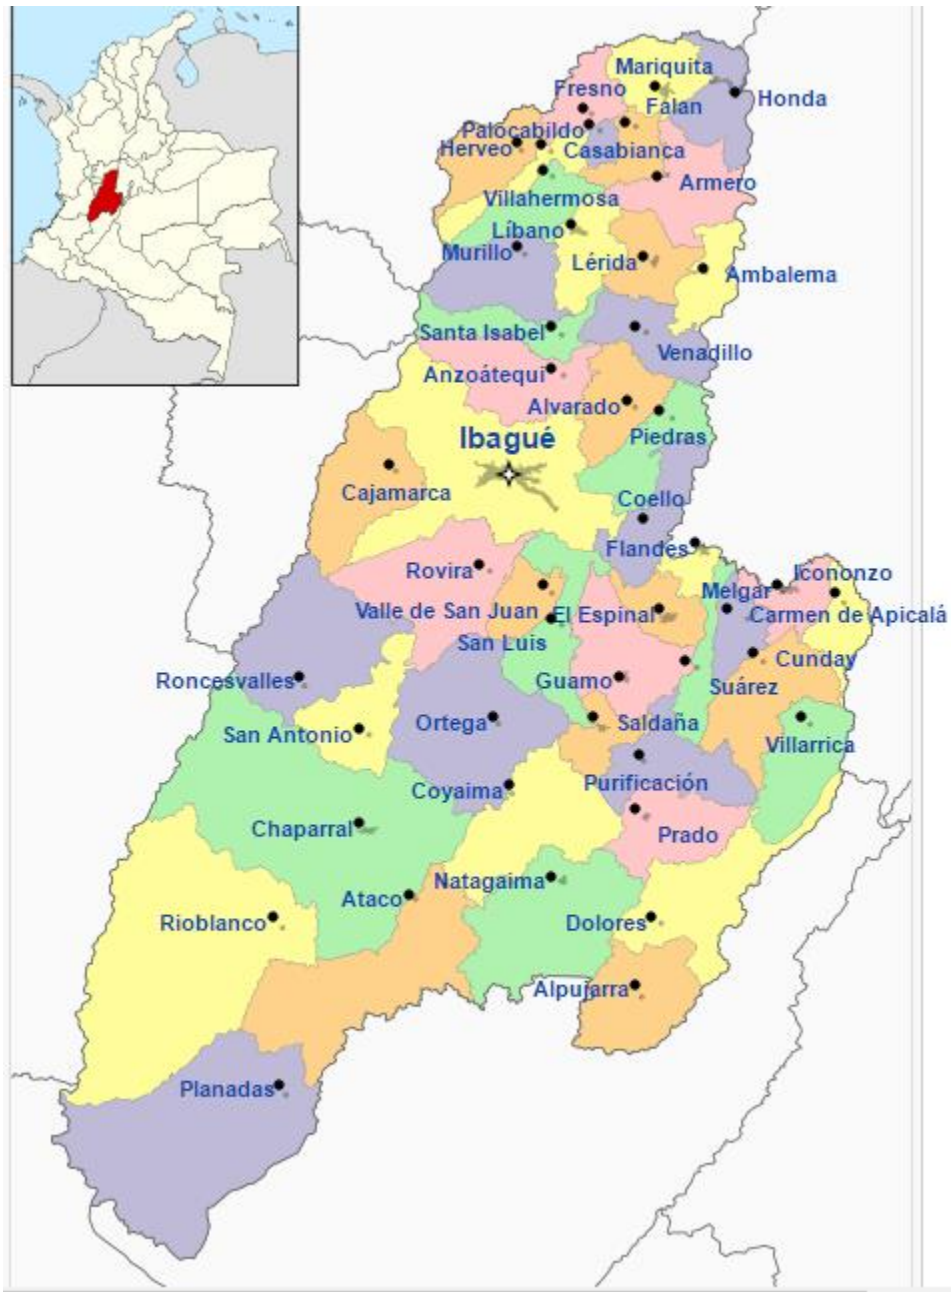 Mariquita
Fresno
Honda
Falan
Palocabildo
Herveo
Casabianca
Armero
Villahermosa
Líbano
Murillo
Lérida
Ambalema
Santa Isabel
Venadillo
Anzoátequi
Alvarado
Piedras
Ibagué
Cajamarca
Coello
Flandes
Rovira
Icononzo
Melgar
Valle de San Juan
El Espinal
Carmen de Apicalá
San Luis
Cunday
Roncesvalles
Guamo
Suárez
Ortega
Saldaña
San Antonio
Villarrica
Purificación
Coyaima
Chaparral
Prado
Natagaima
Ataco
Rioblanco
Dolores
Alpujarra
Planadas